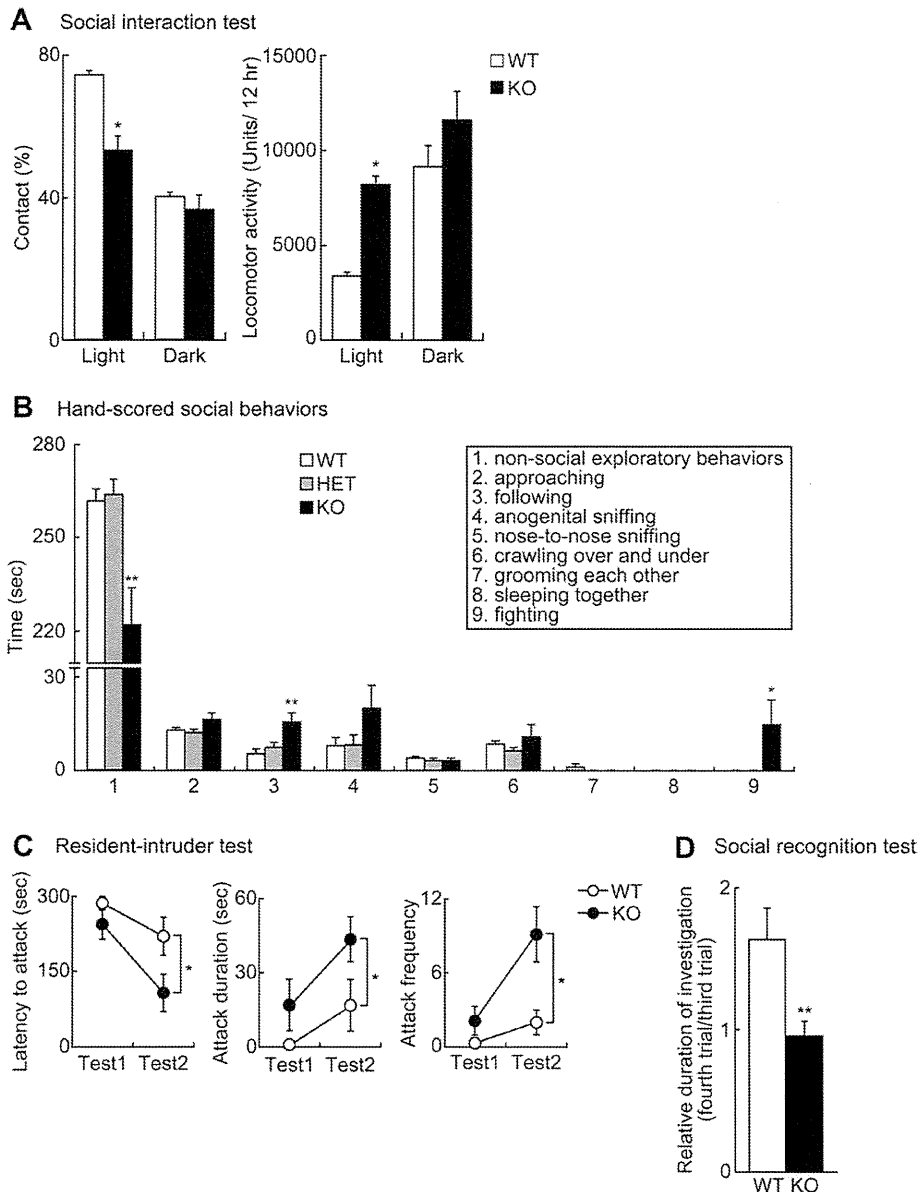 A Social interaction test
80
40
0
Contact (%)
Light
Dark
*
15000
10000
5000
0
Locomotor activity (Units/ 12 hr)
Light
Dark
*
WT
KO
B Hand-scored social behaviors
280
250
220
30
0
Time (sec)
WT
HET
KO
1. non-social exploratory behaviors
2. approaching
3. following
4. anogenital sniffing
5. nose-to-nose sniffing
6. crawling over and under
7. grooming each other
8. sleeping together
9. fighting
**
**
*
1 2 3 4 5 6 7 8 9
C Resident-intruder test
300
150
0
Latency to attack (sec)
Test1 Test2
*
60
30
0
Attack duration (sec)
Test1 Test2
*
12
6
0
Attack frequency
Test1 Test2
*
WT
KO
D Social recognition test
2
1
0
Relative duration of investigation
(fourth trial/third trial)
**
WT KO